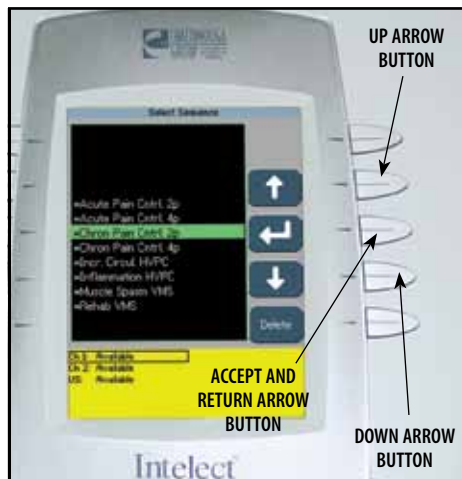 UP ARROW
BUTTON
Select Sequence
Acute Pain Cntrl. 2p
Acute Pain Cntrl. 4p
Chron Pain Cntrl. 2p
Chron Pain Cntrl. 4p
Incr. Circul. HVPC
Inflammation HVPC
Muscle Spasm VMS
Rehab VMS
Delete
Ch 1: Available
Ch 2: Available
US: Available
ACCEPT AND
RETURN ARROW
BUTTON
DOWN ARROW
BUTTON
Intelect